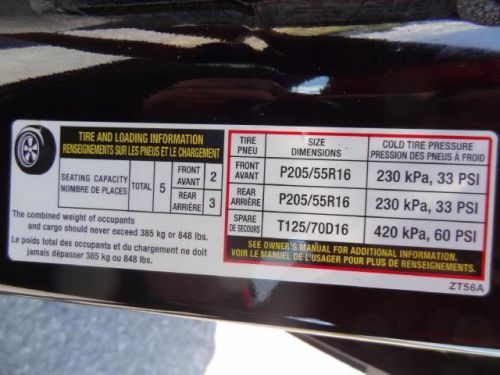 TIRE AND LOADING INFORMATION
RENSEIGNEMENTS SUR LES PNEUS ET LE CHARGEMENT
SEATING CAPACITY
NOMBRE DE PLACES
TOTAL 5
FRONT
AVANT 2
REAR
ARRIÈRE 3
The combined weight of occupants
and cargo should never exceed 385 kg or 848 lbs.
Le poids total des occupants et du chargement ne doit
jamais dépasser 385 kg ou 848 lbs.
TIRE
PNEU
SIZE
DIMENSIONS
COLD TIRE PRESSURE
PRESSION DES PNEUS À FROID
FRONT
AVANT
P205/55R16
230 kPa, 33 PSI
REAR
ARRIÈRE
P205/55R16
230 kPa, 33 PSI
SPARE
DE SECOURS
T125/70D16
420 kPa, 60 PSI
SEE OWNER'S MANUAL FOR ADDITIONAL INFORMATION.
VOIR LE MANUEL DE L'USAGER POUR PLUS DE RENSEIGNEMENTS.
ZT56A